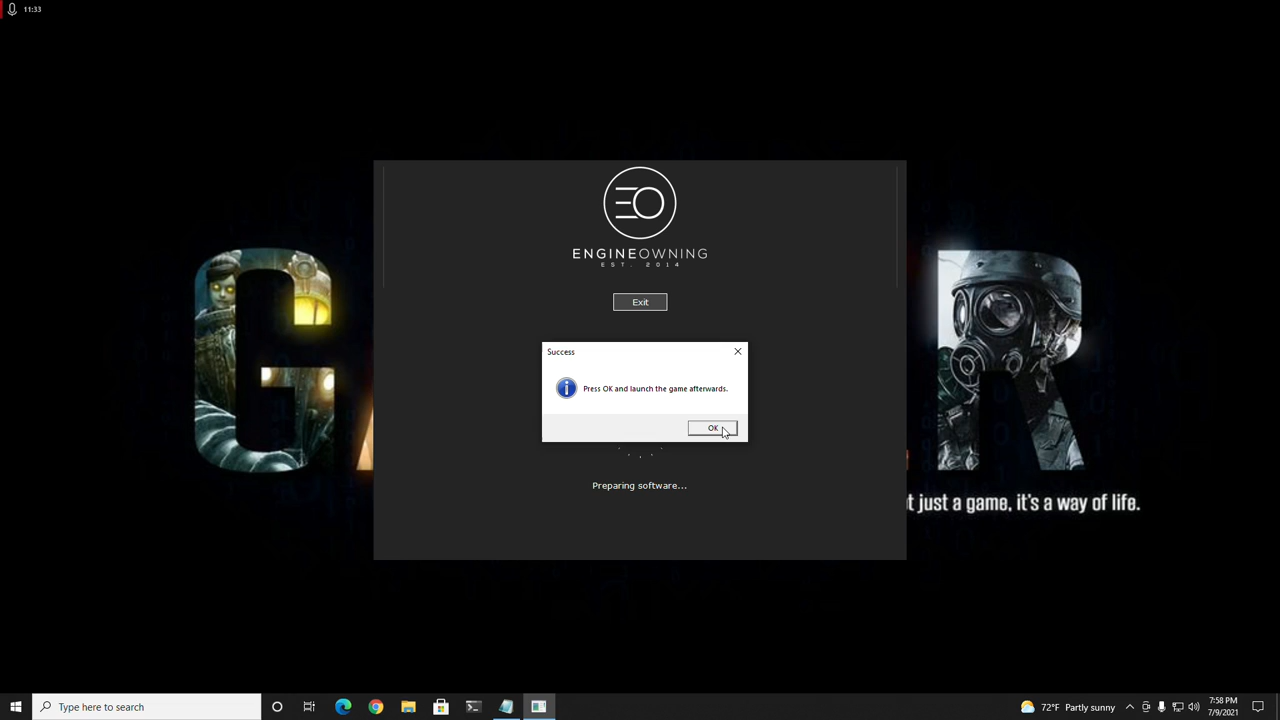 11:33
EO
ENGINEOWNING
EST. 2014
Exit
Success
Press OK and launch the game afterwards.
OK
Preparing software...
G
R
t just a game, it's a way of life.
Type here to search
72°F Partly sunny
7:58 PM
7/9/2021